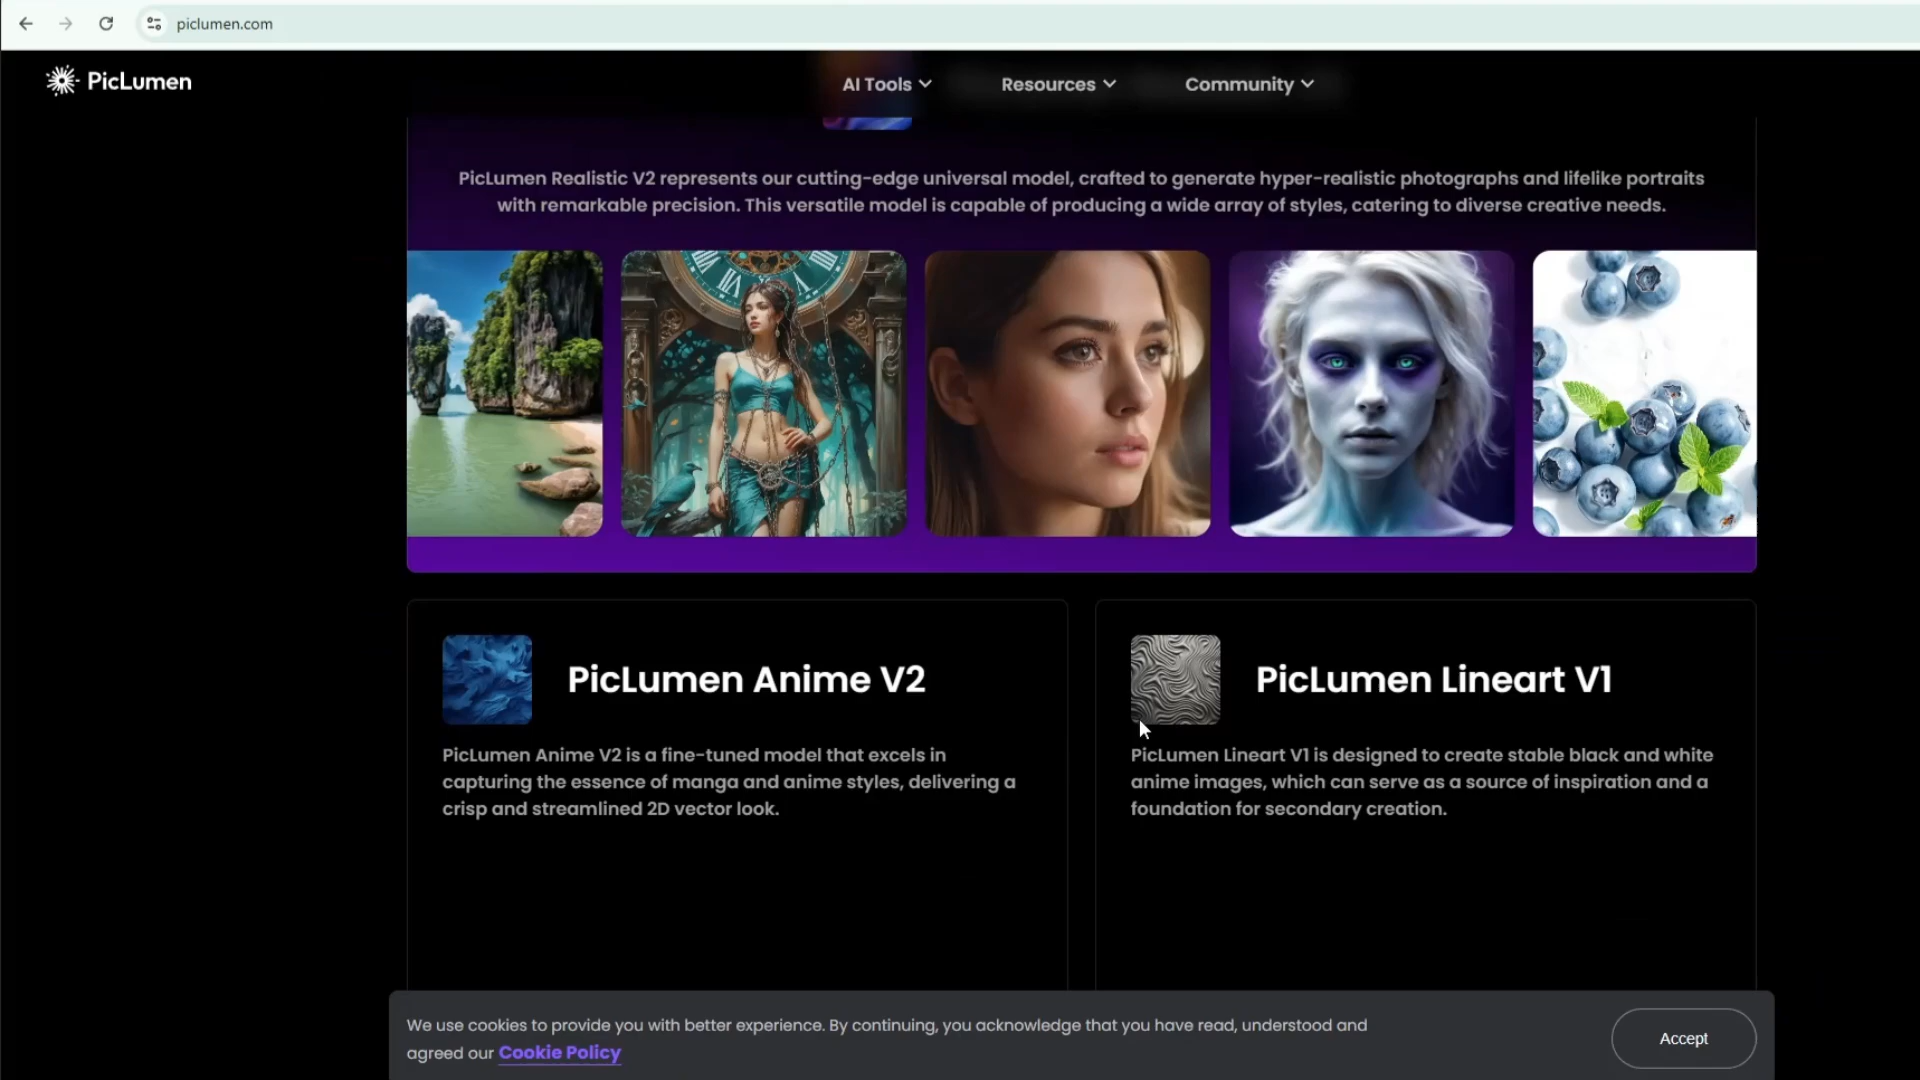 piclumen.com
PicLumen
AI Tools
Resources
Community
PicLumen Realistic V2 represents our cutting-edge universal model, crafted to generate hyper-realistic photographs and lifelike portraits
with remarkable precision. This versatile model is capable of producing a wide array of styles, catering to diverse creative needs.
PicLumen Anime V2
PicLumen Anime V2 is a fine-tuned model that excels in
capturing the essence of manga and anime styles, delivering a
crisp and streamlined 2D vector look.
PicLumen Lineart V1
PicLumen Lineart V1 is designed to create stable black and white
anime images, which can serve as a source of inspiration and a
foundation for secondary creation.
We use cookies to provide you with better experience. By continuing, you acknowledge that you have read, understood and
agreed our Cookie Policy
Accept